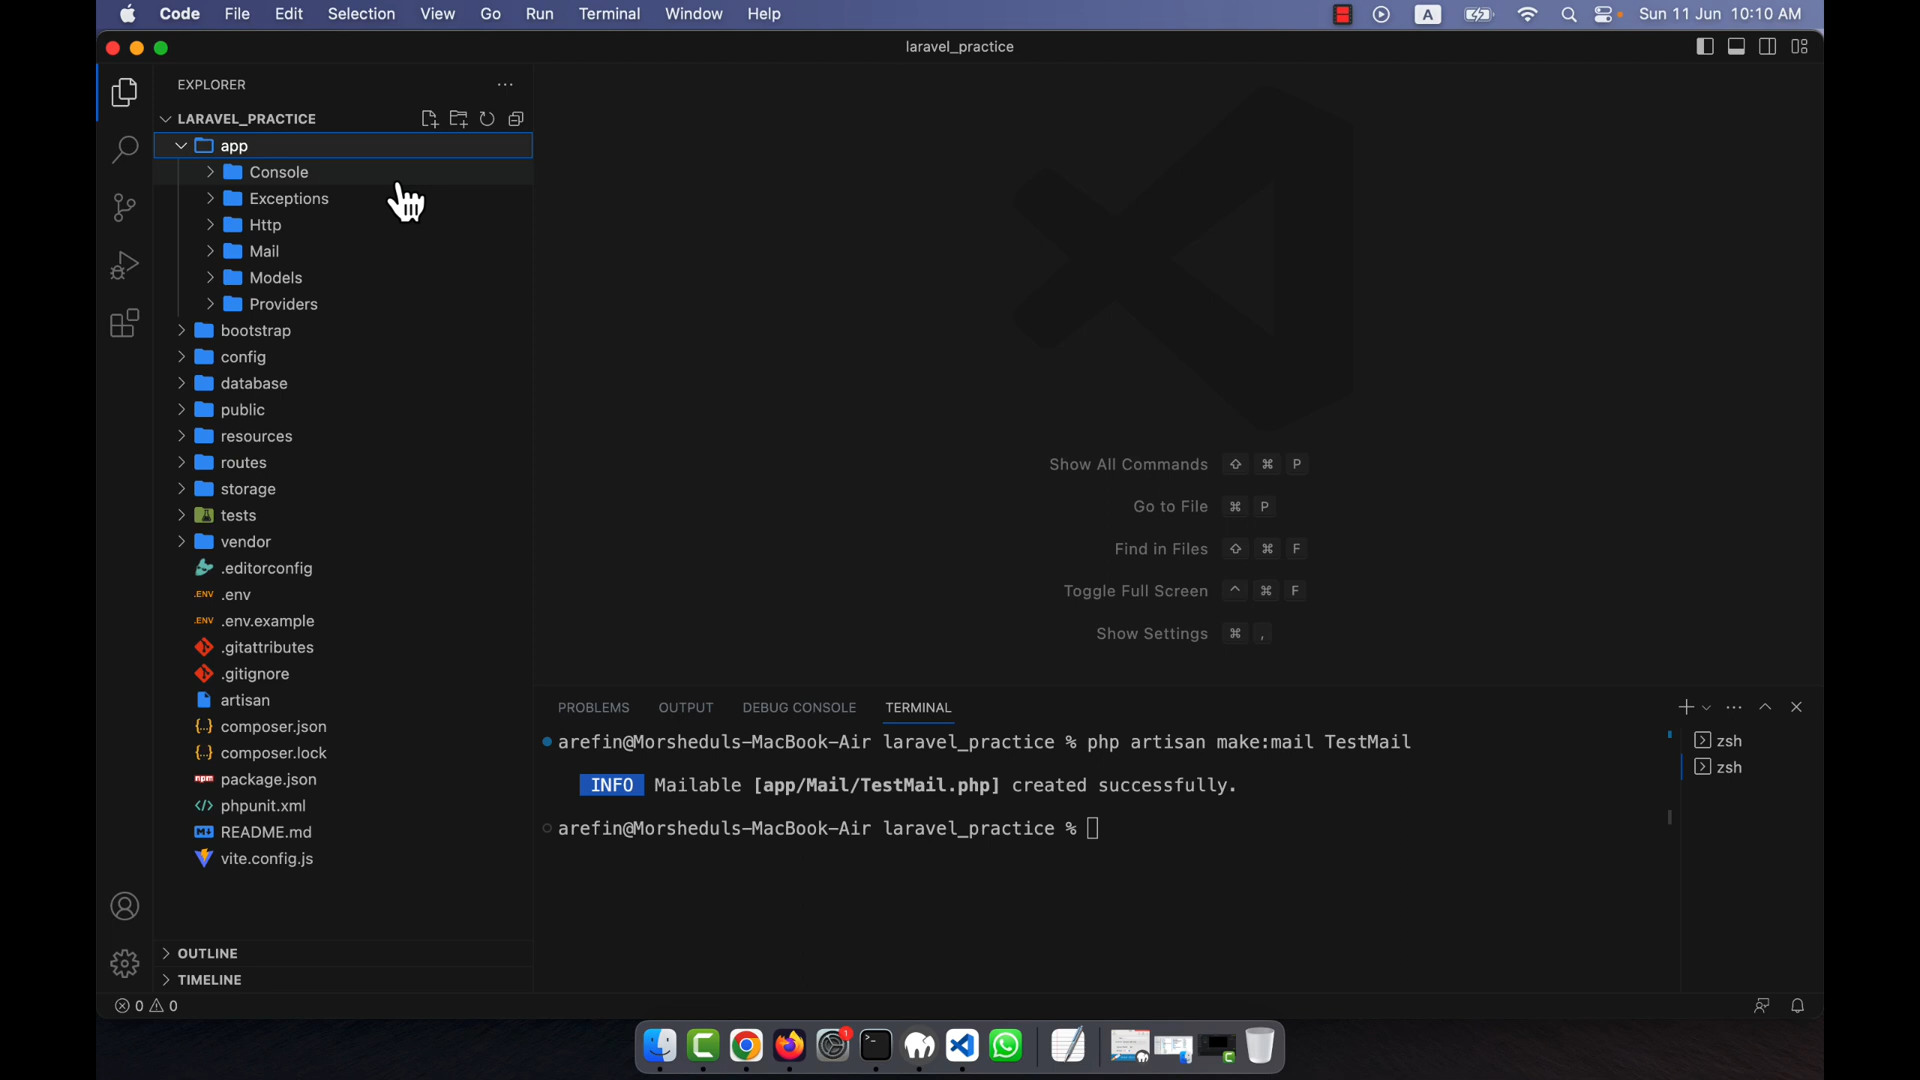 Code File Edit Selection View Go Run Terminal Window Help
A
Sun 11 Jun 10:10 AM
laravel_practice
EXPLORER
LARAVEL_PRACTICE
app
Console
Exceptions
Http
Mail
Models
Providers
bootstrap
config
database
public
resources
routes
storage
tests
vendor
.editorconfig
.ENV .env
.ENV .env.example
.gitattributes
.gitignore
artisan
{..} composer.json
{..} composer.lock
npm package.json
</> phpunit.xml
README.md
vite.config.js
OUTLINE
TIMELINE
0 0
Show All Commands ⇧ ⌘ P
Go to File ⌘ P
Find in Files ⇧ ⌘ F
Toggle Full Screen ^ ⌘ F
Show Settings ⌘ ,
PROBLEMS OUTPUT DEBUG CONSOLE TERMINAL
arefin@Morsheduls-MacBook-Air laravel_practice % php artisan make:mail TestMail
INFO Mailable [app/Mail/TestMail.php] created successfully.
arefin@Morsheduls-MacBook-Air laravel_practice %
zsh
zsh
1